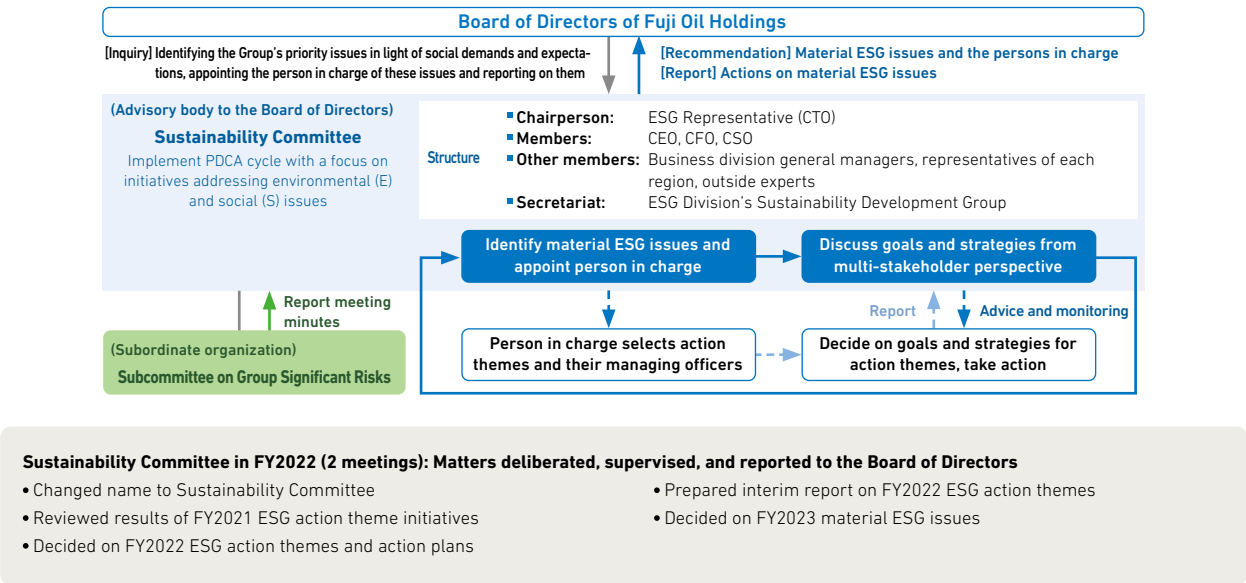 Board of Directors of Fuji Oil Holdings
[Inquiry] Identifying the Group's priority issues in light of social demands and expecta-
tions, appointing the person in charge of these issues and reporting on them
[Recommendation] Material ESG issues and the persons in charge
[Report] Actions on material ESG issues
(Advisory body to the Board of Directors)
Sustainability Committee
Implement PDCA cycle with a focus on
initiatives addressing environmental (E)
and social (S) issues
Structure
Chairperson: ESG Representative (CTO)
Members: CEO, CFO, CSO
Other members: Business division general managers, representatives of each
region, outside experts
Secretariat: ESG Division's Sustainability Development Group
Identify material ESG issues and
appoint person in charge
Discuss goals and strategies from
multi-stakeholder perspective
Report meeting
minutes
Report
Advice and monitoring
(Subordinate organization)
Subcommittee on Group Significant Risks
Person in charge selects action
themes and their managing officers
Decide on goals and strategies for
action themes, take action
Sustainability Committee in FY2022 (2 meetings): Matters deliberated, supervised, and reported to the Board of Directors
• Changed name to Sustainability Committee
• Reviewed results of FY2021 ESG action theme initiatives
• Decided on FY2022 ESG action themes and action plans
• Prepared interim report on FY2022 ESG action themes
• Decided on FY2023 material ESG issues